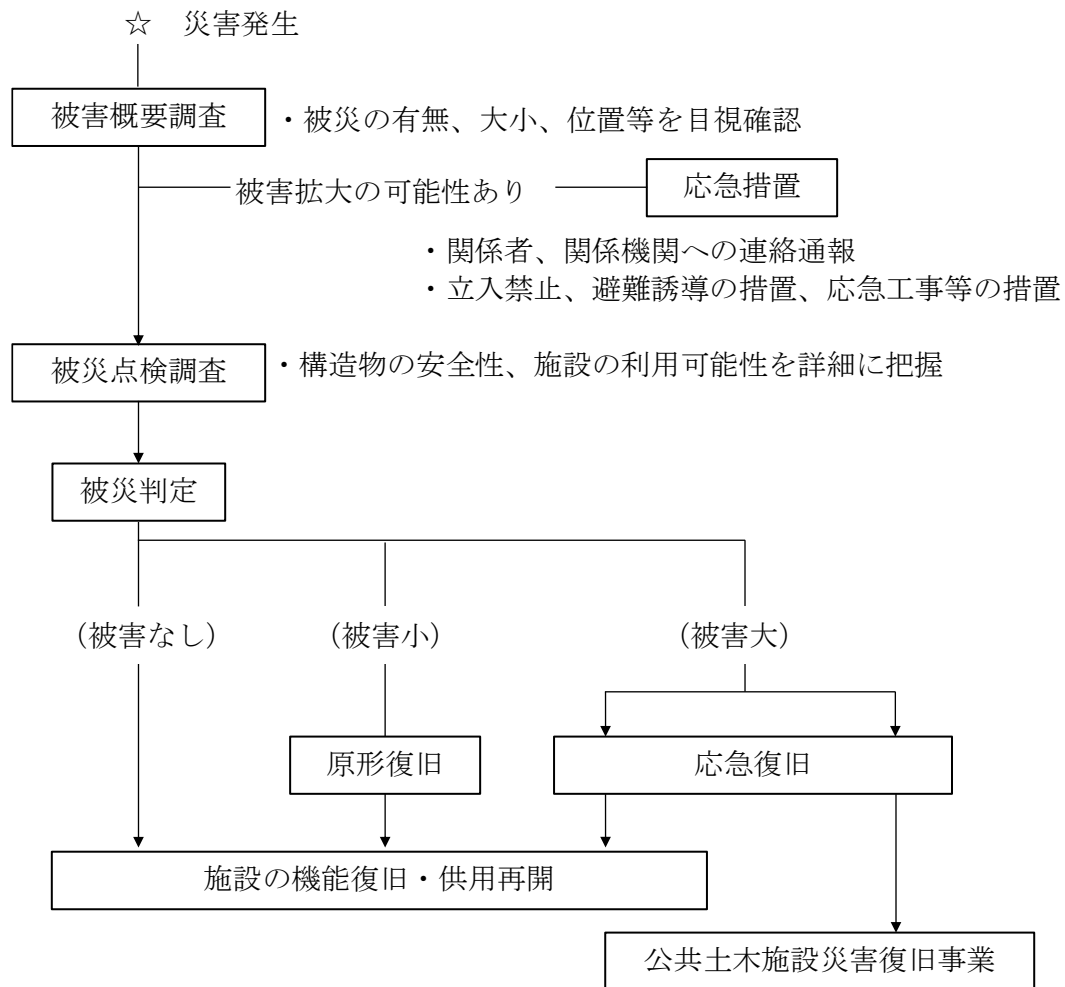 ☆　災害発生
被害概要調査
・被災の有無、大小、位置等を目視確認
被害拡大の可能性あり
応急措置
・関係者、関係機関への連絡通報
・立入禁止、避難誘導の措置、応急工事等の措置
被災点検調査
・構造物の安全性、施設の利用可能性を詳細に把握
被災判定
（被害なし）
（被害小）
（被害大）
原形復旧
応急復旧
施設の機能復旧・供用再開
公共土木施設災害復旧事業